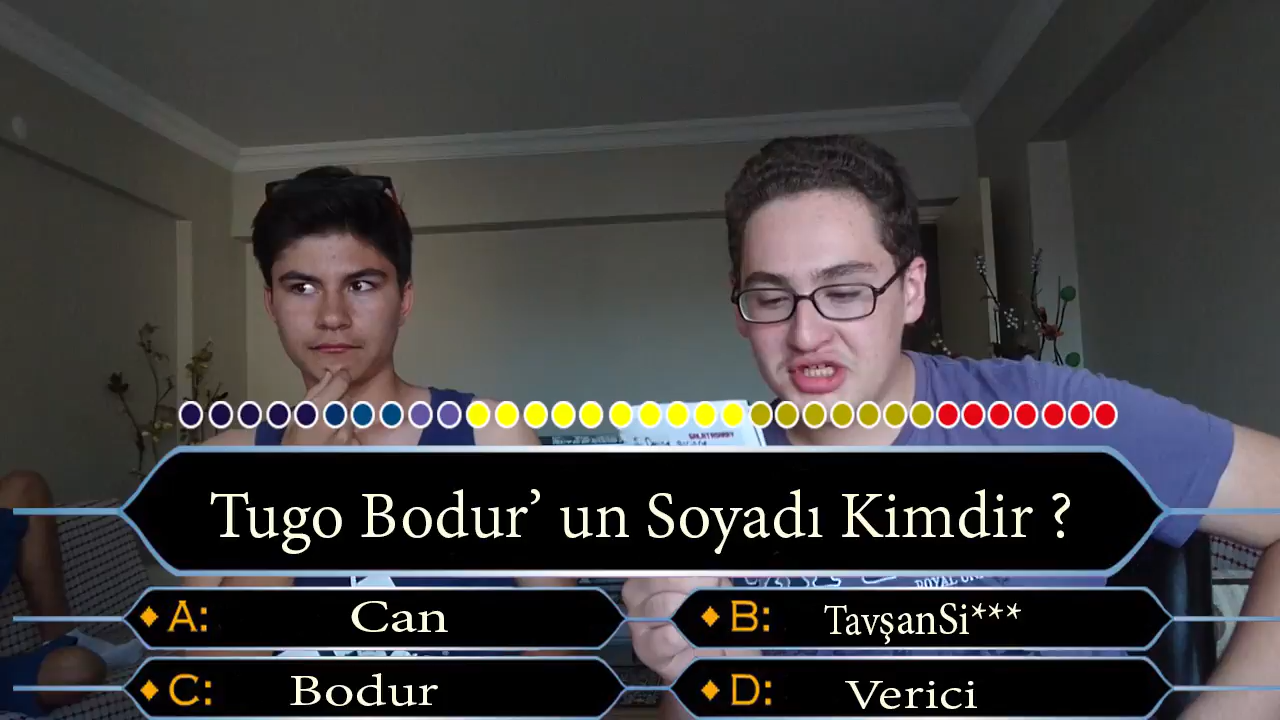 Tugo Bodur’ un Soyadı Kimdir ?
A: Can
B: TavşanSi***
C: Bodur
D: Verici